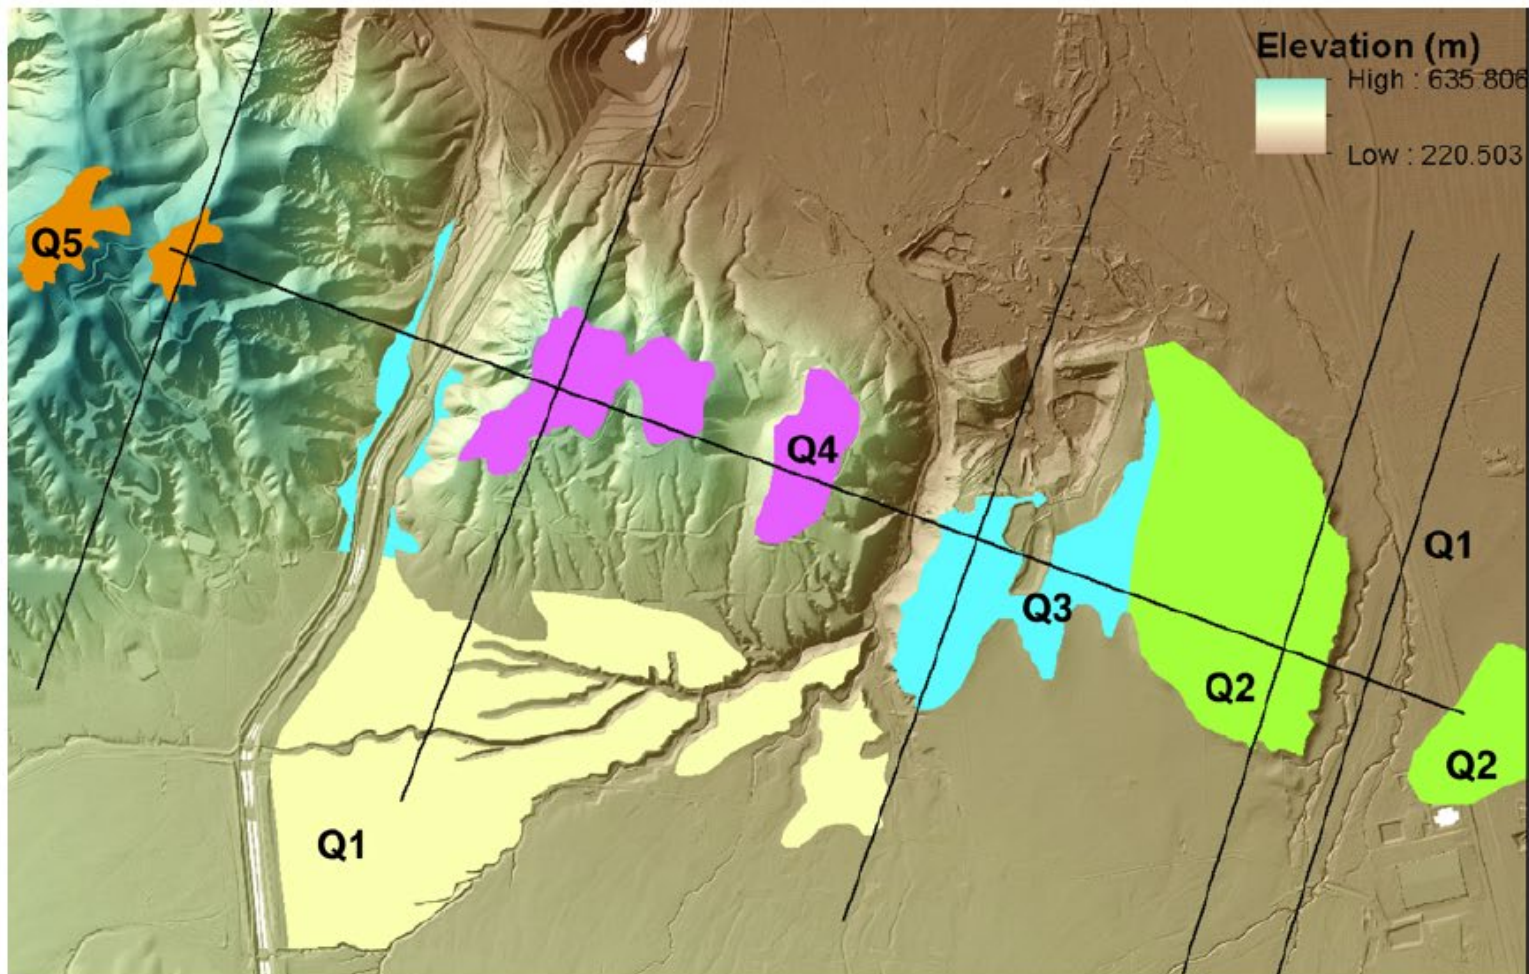 Elevation (m)
High : 635.806
Low : 220.503
Q5
Q4
Q1
Q3
Q2
Q2
Q1